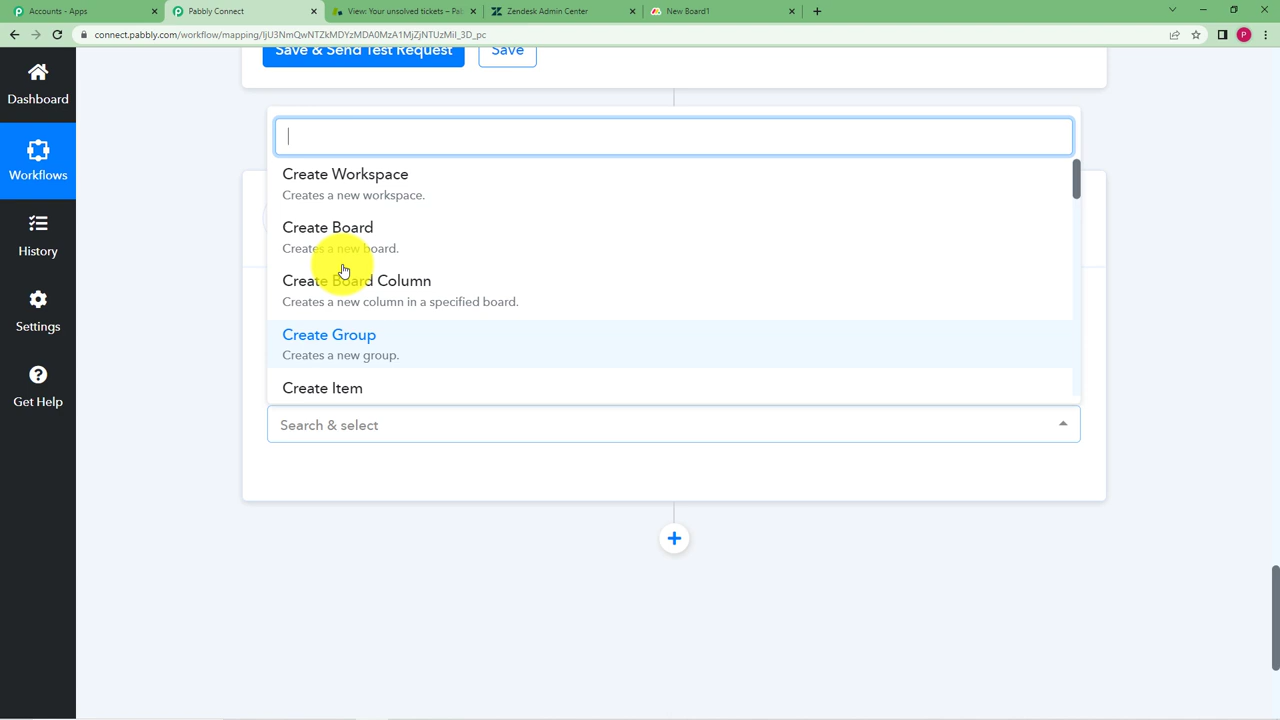 Accounts - Apps
Pabbly Connect
View: Your unsolved tickets – Pab
Zendesk Admin Center
New Board1
connect.pabbly.com/workflow/mapping/IjU3NmQwNTZkMDYzMDA0MzA1MjZjNTUzMiI_3D_pc
P
Save & Send Test Request
Save
Dashboard
Workflows
History
Settings
Get Help
Create Workspace
Creates a new workspace.
Create Board
Creates a new board.
Create Board Column
Creates a new column in a specified board.
Create Group
Creates a new group.
Create Item
Search & select